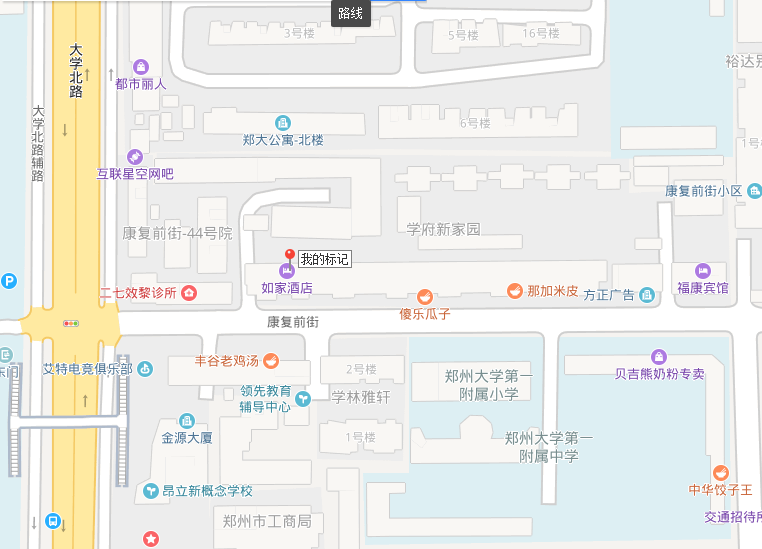 路线
3号楼
5号楼
16号楼
大学北路
裕达
都市丽人
大学北路辅路
6号楼
郑大公寓-北楼
1号
互联星空网吧
康复前街小区
康复前街-44号院
学府新家园
我的标记
如家酒店
二七效黎诊所
那加米皮
方正广告
福康宾馆
傻乐瓜子
康复前街
艾特电竞俱乐部
丰谷老鸡汤
2号楼
贝吉熊奶粉专卖
郑州大学第一
附属小学
领先教育
辅导中心
学林雅轩
金源大厦
1号楼
郑州大学第一
附属中学
昂立新概念学校
中华饺子王
郑州市工商局
交通招待
P